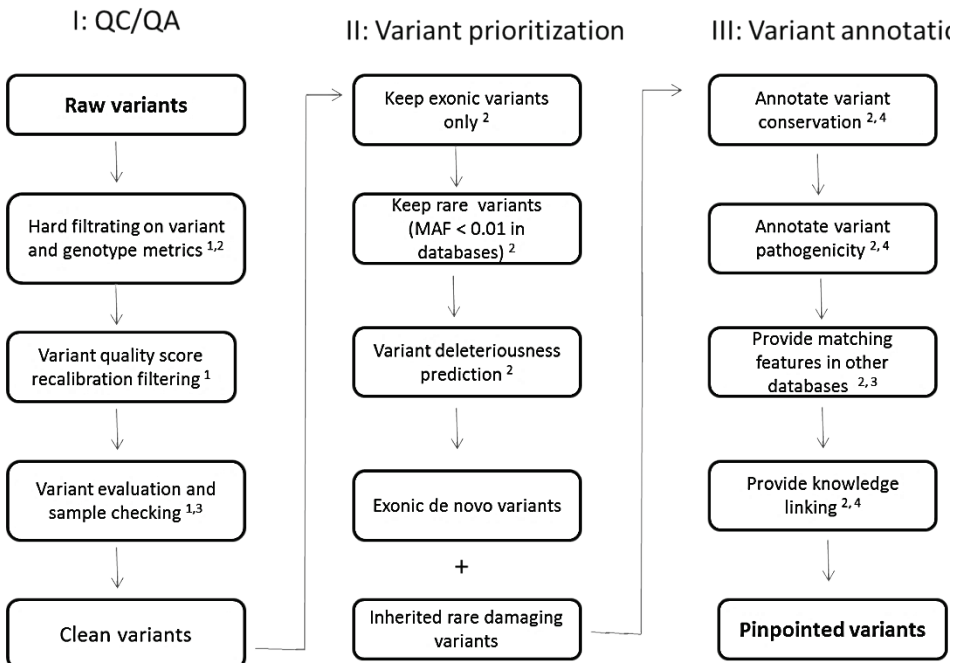 I: QC/QA
Raw variants
Hard filtrating on variant
and genotype metrics 1,2
Variant quality score
recalibration filtering 1
Variant evaluation and
sample checking 1,3
Clean variants
II: Variant prioritization
Keep exonic variants
only 2
Keep rare variants
(MAF < 0.01 in
databases) 2
Variant deleteriousness
prediction 2
Exonic de novo variants
+
Inherited rare damaging
variants
III: Variant annotatic
Annotate variant
conservation 2, 4
Annotate variant
pathogenicity 2, 4
Provide matching
features in other
databases 2, 3
Provide knowledge
linking 2, 4
Pinpointed variants